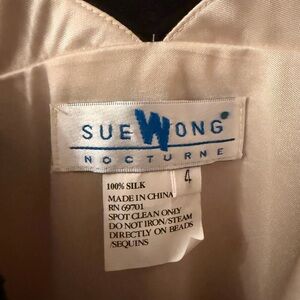 SUE WONG
NOCTURNE
4
100% SILK
MADE IN CHINA
RN 69701
SPOT CLEAN ONLY
DO NOT IRON/STEAM
DIRECTLY ON BEADS
/SEQUINS